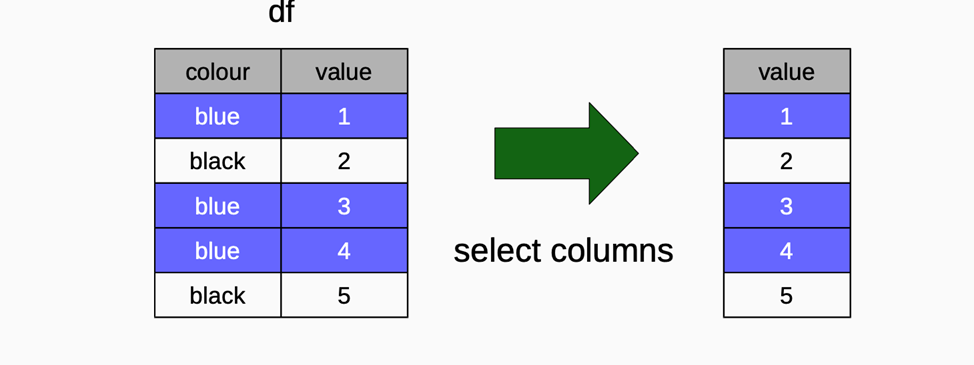 df
colour value value
blue 1 1
black 2 2
blue 3 3
blue 4 4
select columns
black 5 5